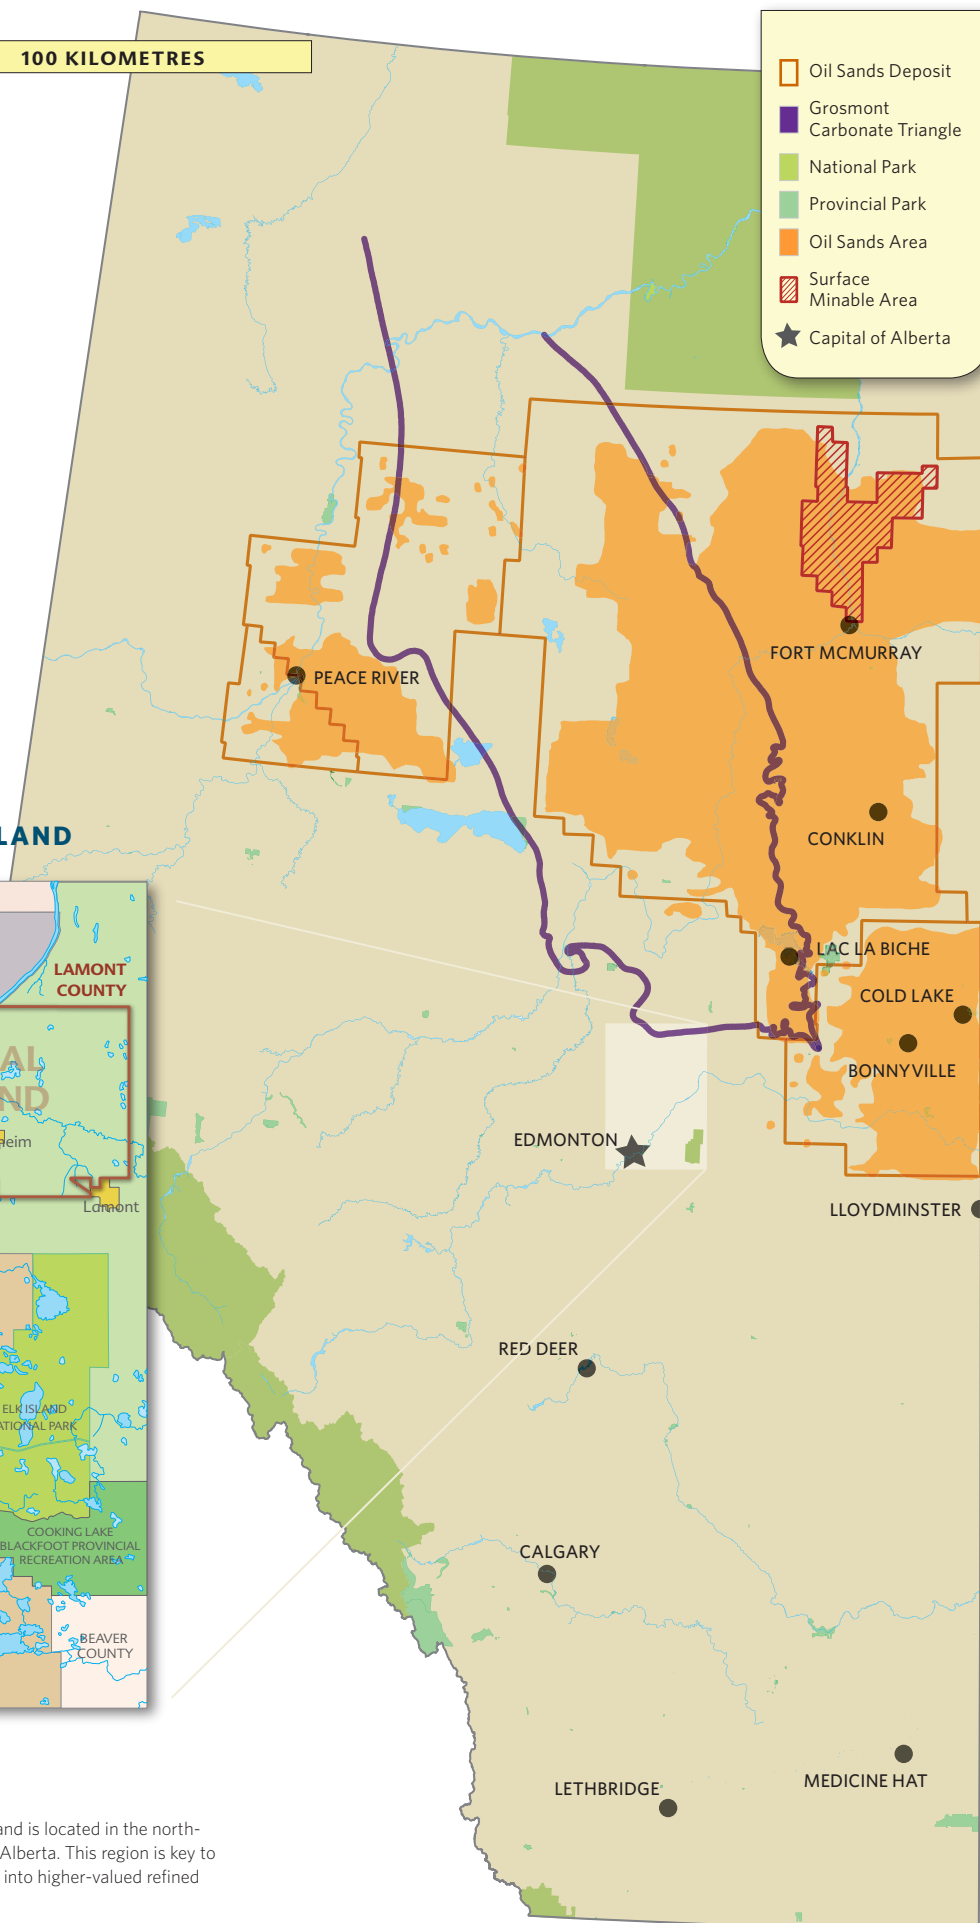 100 KILOMETRES
Oil Sands Deposit
Grosmont
Carbonate Triangle
National Park
Provincial Park
Oil Sands Area
Surface
Minable Area
Capital of Alberta
FORT MCMURRAY
PEACE RIVER
CONKLIN
LAND
LAC LA BICHE
COLD LAKE
BONNYVILLE
LAMONT
COUNTY
AL
ND
heim
Lamont
EDMONTON
LLOYDMINSTER
RED DEER
ELK ISLAND
ATIONAL PARK
COOKING LAKE
BLACKFOOT PROVINCIAL
RECREATION AREA
CALGARY
BEAVER
COUNTY
MEDICINE HAT
LETHBRIDGE
and is located in the north-
Alberta. This region is key to
into higher-valued refined